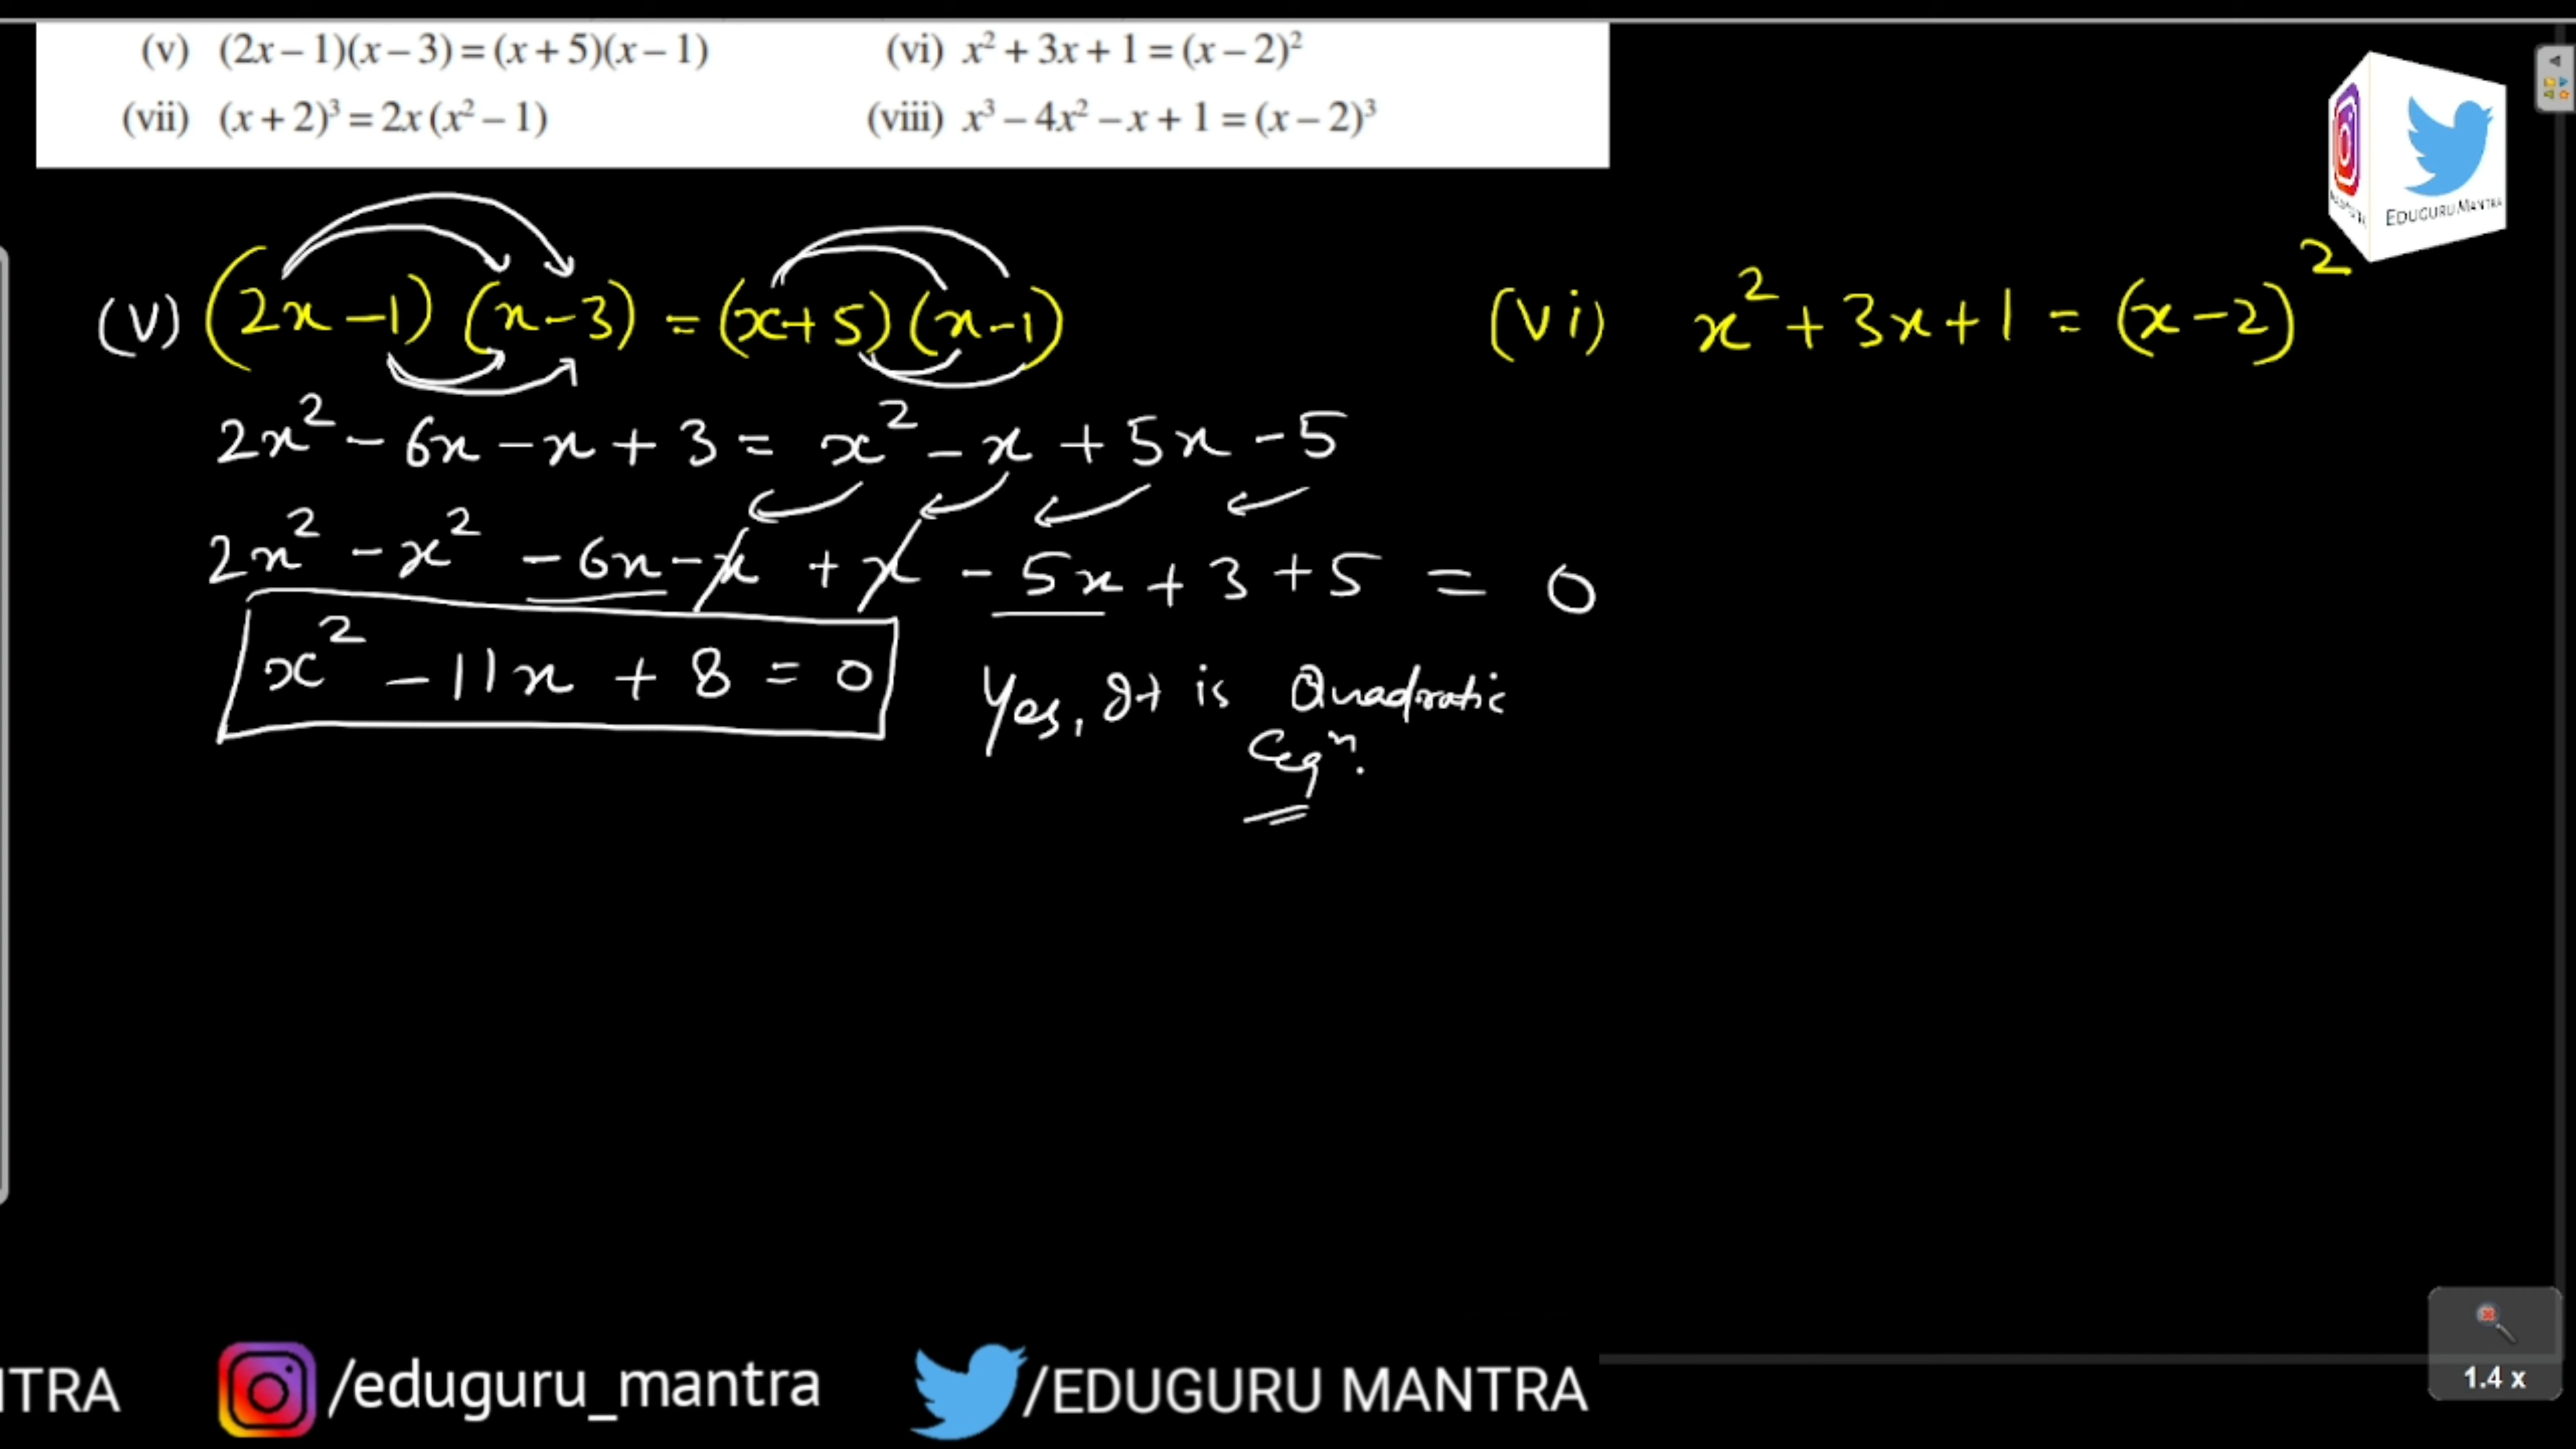 (v) (2x – 1)(x – 3) = (x + 5)(x – 1)
(vi) x² + 3x + 1 = (x – 2)²
(vii) (x + 2)³ = 2x (x² – 1)
(viii) x³ – 4x² – x + 1 = (x – 2)³
EDUGURU MANTRA
(V) (2x – 1) (x – 3) = (x + 5) (x – 1)
2x² – 6x – x + 3 = x² – x + 5x – 5
2x² – x² – 6x – x + x – 5x + 3 + 5 = 0
x² – 11x + 8 = 0
Yes, It is Quadratic
Eqⁿ.
(Vi) x² + 3x + 1 = (x – 2)²
NTRA
/eduguru_mantra
/EDUGURU MANTRA
1.4 x